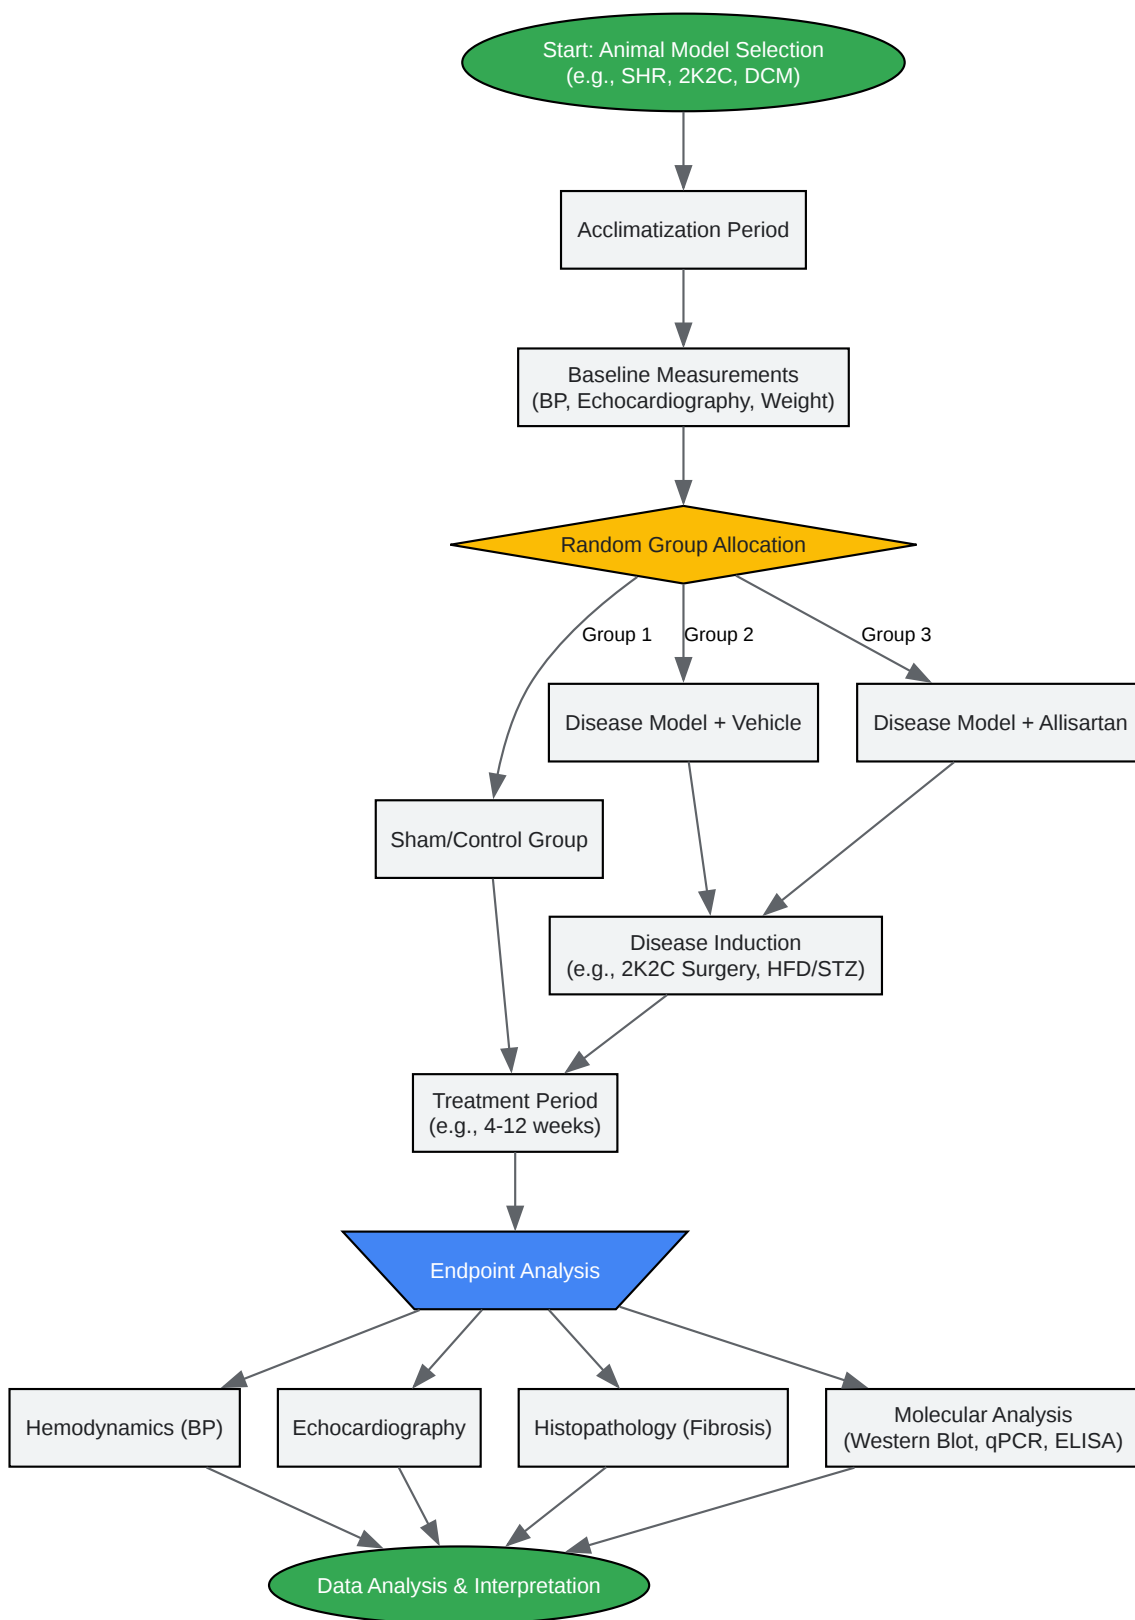 Start: Animal Model Selection
(e.g., SHR, 2K2C, DCM)
Acclimatization Period
Baseline Measurements
(BP, Echocardiography, Weight)
Random Group Allocation
Group 1
Group 2
Group 3
Disease Model + Vehicle
Disease Model + Allisartan
Sham/Control Group
Disease Induction
(e.g., 2K2C Surgery, HFD/STZ)
Treatment Period
(e.g., 4-12 weeks)
Endpoint Analysis
Hemodynamics (BP)
Echocardiography
Histopathology (Fibrosis)
Molecular Analysis
(Western Blot, qPCR, ELISA)
Data Analysis & Interpretation